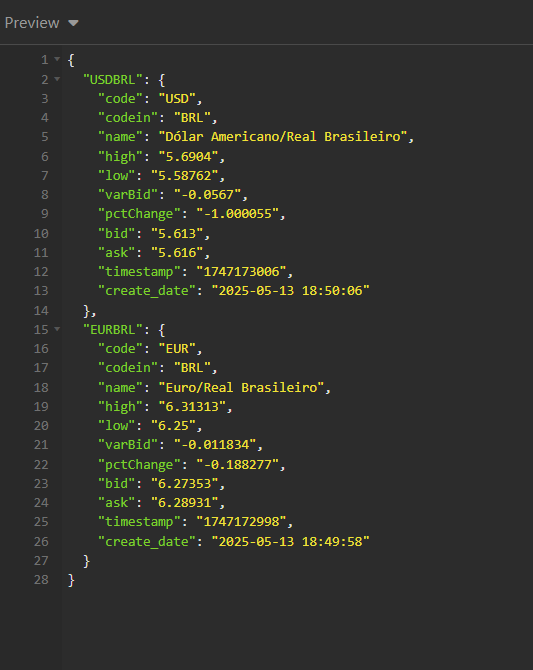 Preview
1 {
2 "USDBRL": {
3 "code": "USD",
4 "codein": "BRL",
5 "name": "Dólar Americano/Real Brasileiro",
6 "high": "5.6904",
7 "low": "5.58762",
8 "varBid": "-0.0567",
9 "pctChange": "-1.000055",
10 "bid": "5.613",
11 "ask": "5.616",
12 "timestamp": "1747173006",
13 "create_date": "2025-05-13 18:50:06"
14 },
15 "EURBRL": {
16 "code": "EUR",
17 "codein": "BRL",
18 "name": "Euro/Real Brasileiro",
19 "high": "6.31313",
20 "low": "6.25",
21 "varBid": "-0.011834",
22 "pctChange": "-0.188277",
23 "bid": "6.27353",
24 "ask": "6.28931",
25 "timestamp": "1747172998",
26 "create_date": "2025-05-13 18:49:58"
27 }
28 }